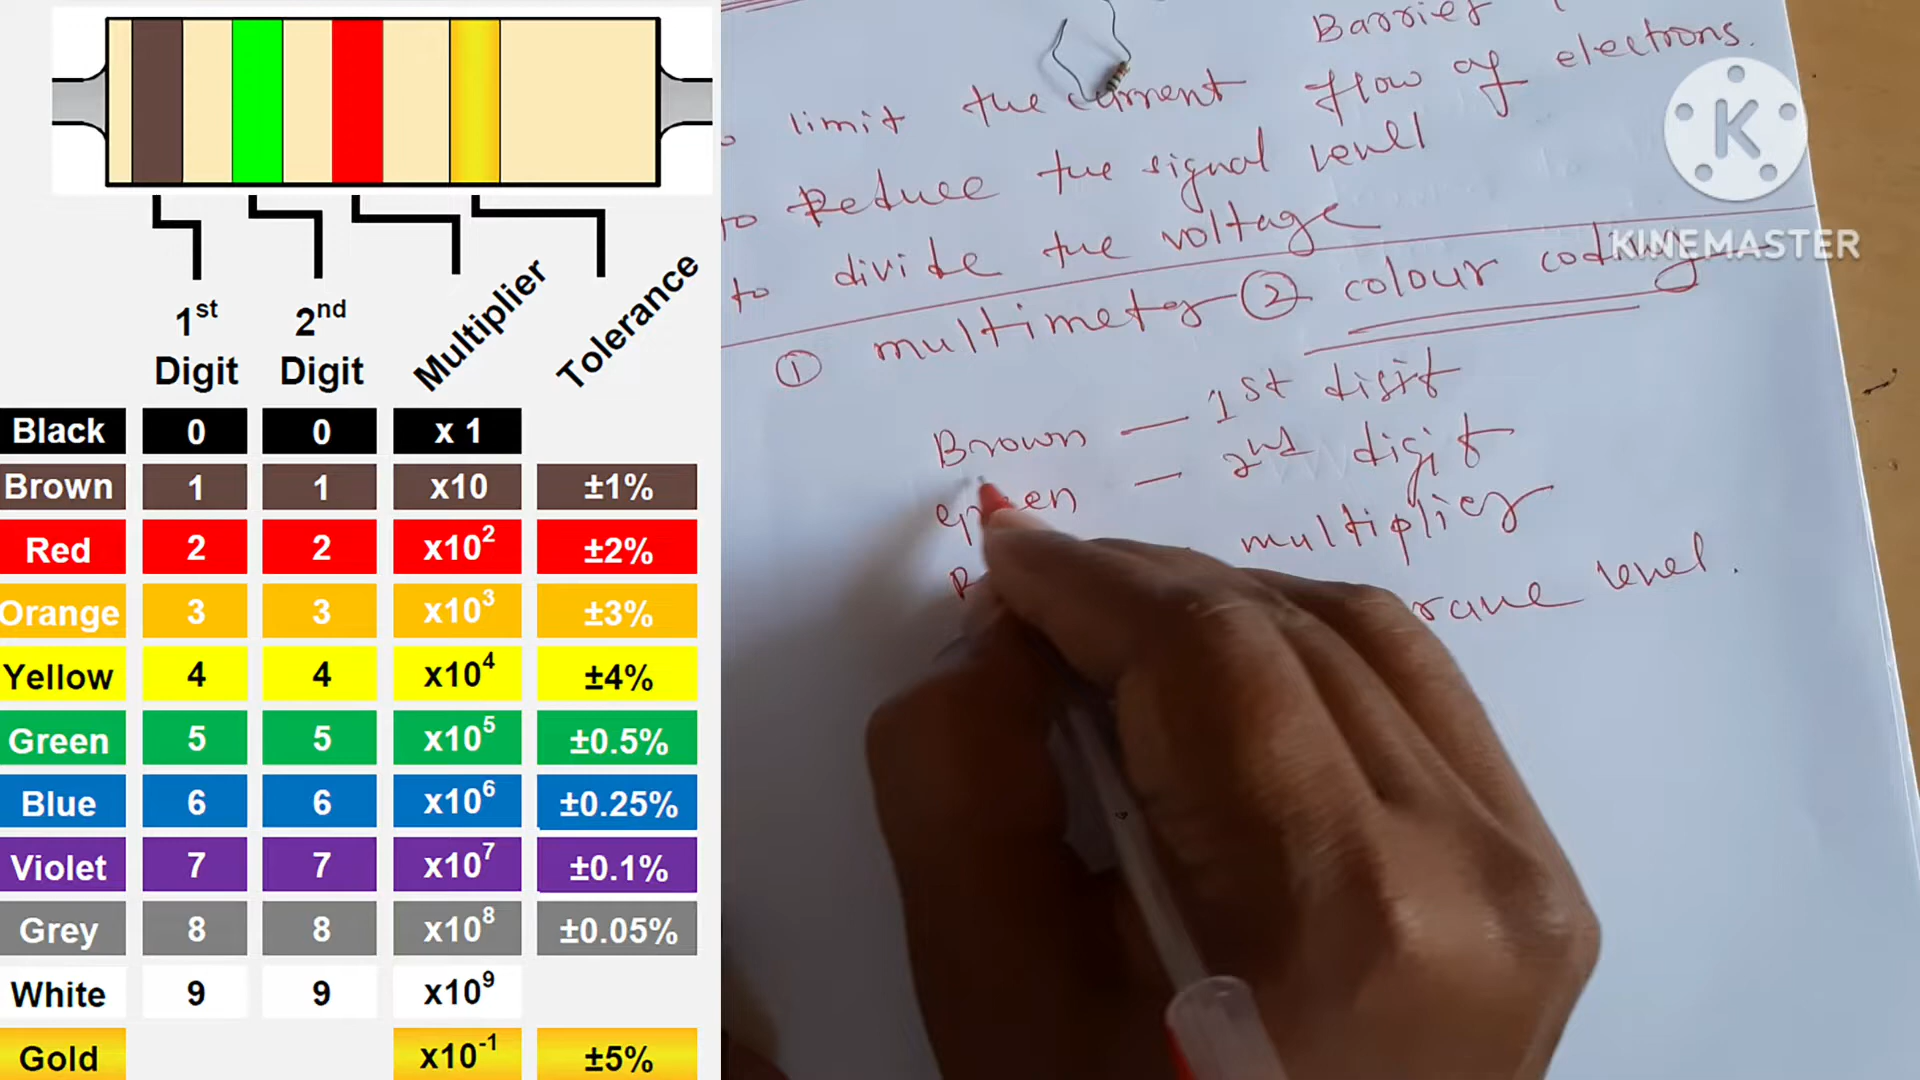 1st Digit
2nd Digit
Multiplier
Tolerance
Black 0 0 x 1
Brown 1 1 x10 ±1%
Red 2 2 x10² ±2%
Orange 3 3 x10³ ±3%
Yellow 4 4 x10⁴ ±4%
Green 5 5 x10⁵ ±0.5%
Blue 6 6 x10⁶ ±0.25%
Violet 7 7 x10⁷ ±0.1%
Grey 8 8 x10⁸ ±0.05%
White 9 9 x10⁹
Gold x10⁻¹ ±5%
Barrier
limit the current flow of electrons.
to Reduce the signal level
to divide the voltage
① multimeter ② colour coding
Brown — 1st digit
green — 2nd digit
multiplier
level.
K
KINEMASTER